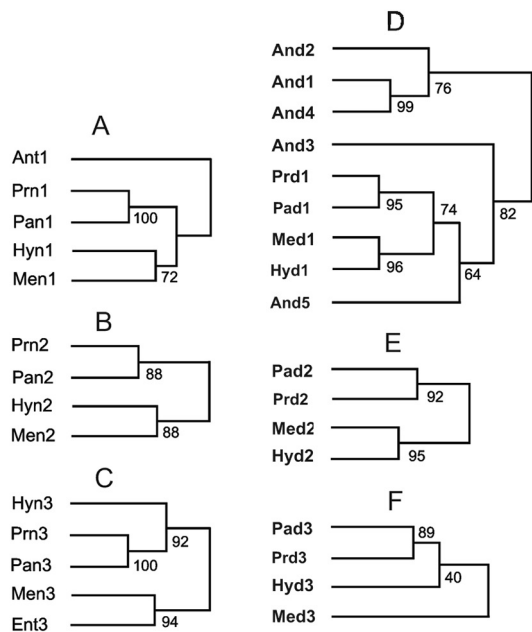 A
Ant1
Prn1
Pan1
100
Hyn1
Men1
72
B
Prn2
Pan2
88
Hyn2
Men2
88
C
Hyn3
92
Prn3
Pan3
100
Men3
Ent3
94
D
And2
76
And1
And4
99
And3
82
Prd1
Pad1
95
74
Med1
Hyd1
96
64
And5
E
Pad2
Prd2
92
Med2
Hyd2
95
F
Pad3
89
Prd3
Hyd3
40
Med3